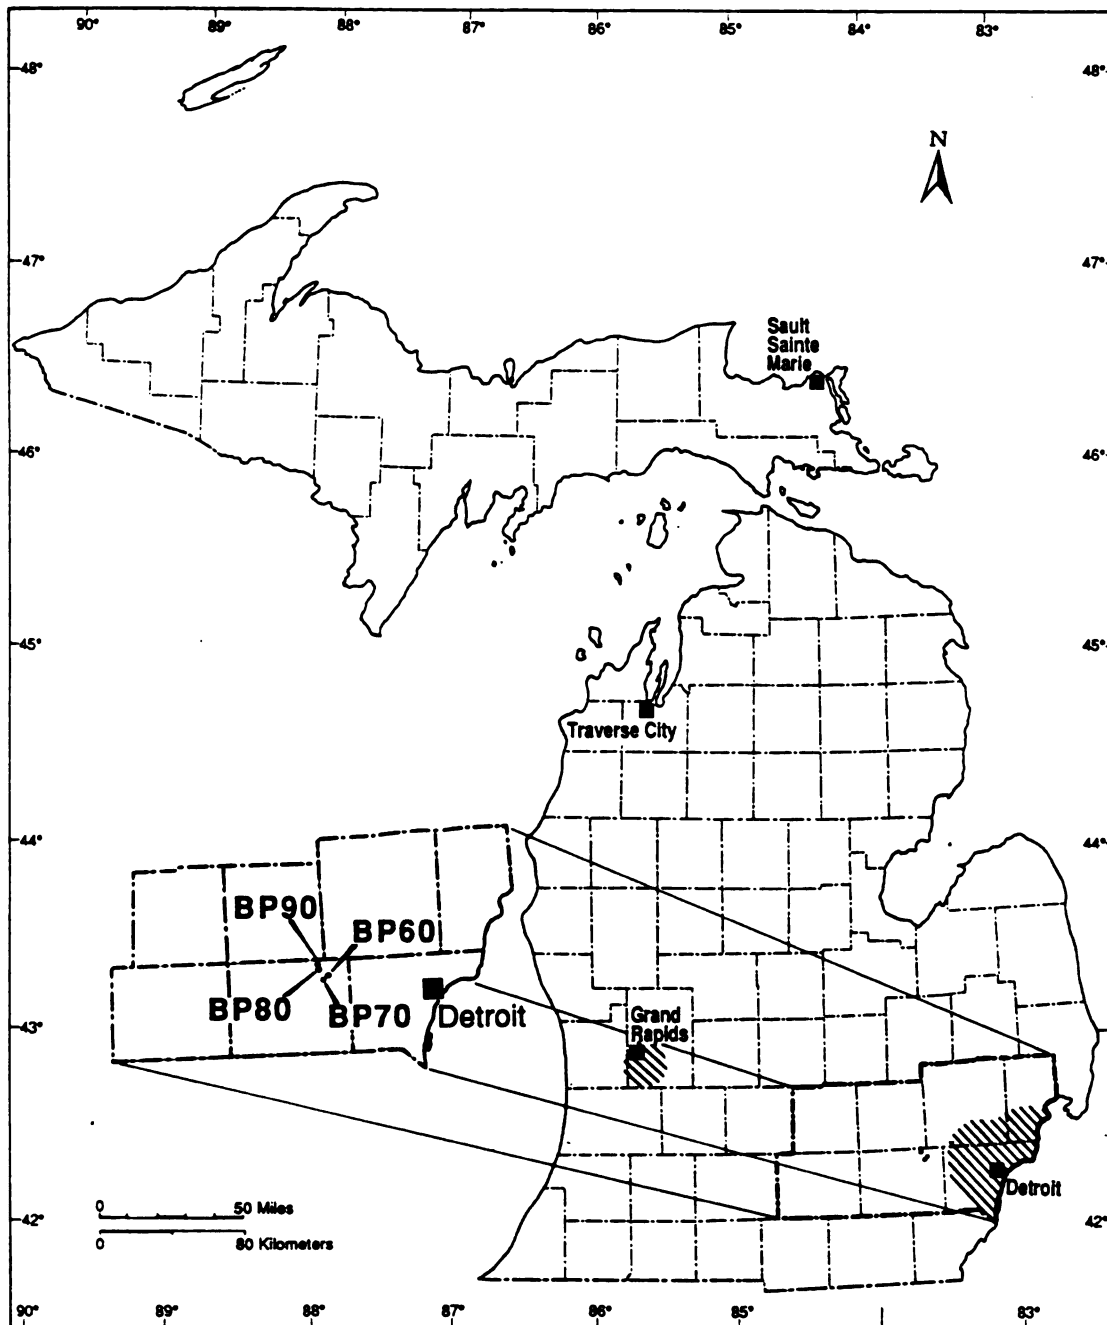 90° 89° 88° 87° 86° 85° 84° 83°
48° 48°
N
47° 47°
Sault
Sainte
Marie
46° 46°
45° 45°
Traverse City
44° 44°
BP90
BP60
BP80
BP70
Detroit
43° 43°
Grand
Rapids
Detroit
0 50 Miles
0 80 Kilometers
42° 42°
90° 89° 88° 87° 86° 85° 83°